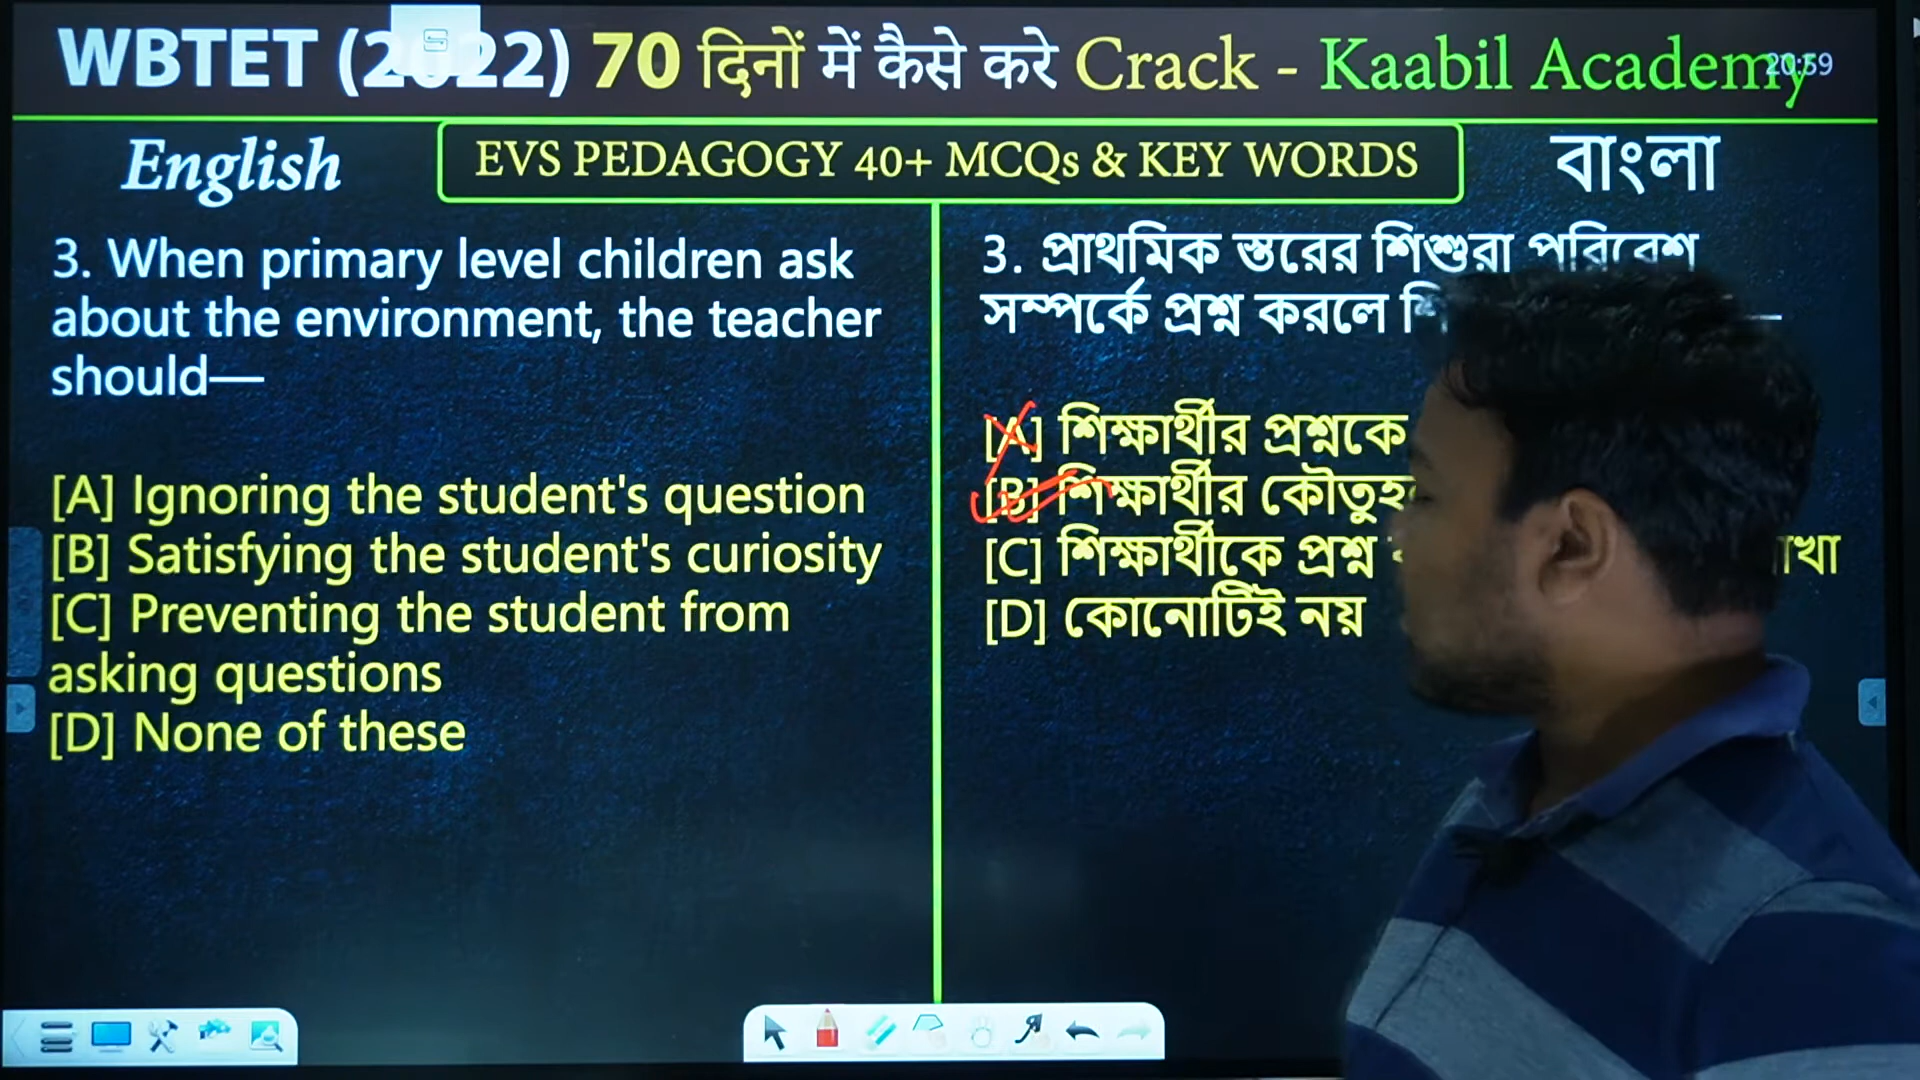 WBTET (2022) 70 दिनों में कैसे करे Crack - Kaabil Academy
20:59
English
EVS PEDAGOGY 40+ MCQs & KEY WORDS
বাংলা
3. When primary level children ask
about the environment, the teacher
should—
[A] Ignoring the student's question
[B] Satisfying the student's curiosity
[C] Preventing the student from
asking questions
[D] None of these
3. প্রাথমিক স্তরের শিশুরা পরিবেশ
সম্পর্কে প্রশ্ন করলে
[A] শিক্ষার্থীর প্রশ্নকে
[B] শিক্ষার্থীর
[C] শিক্ষার্থীকে প্রশ্ন
[D] কোনোটিই নয়